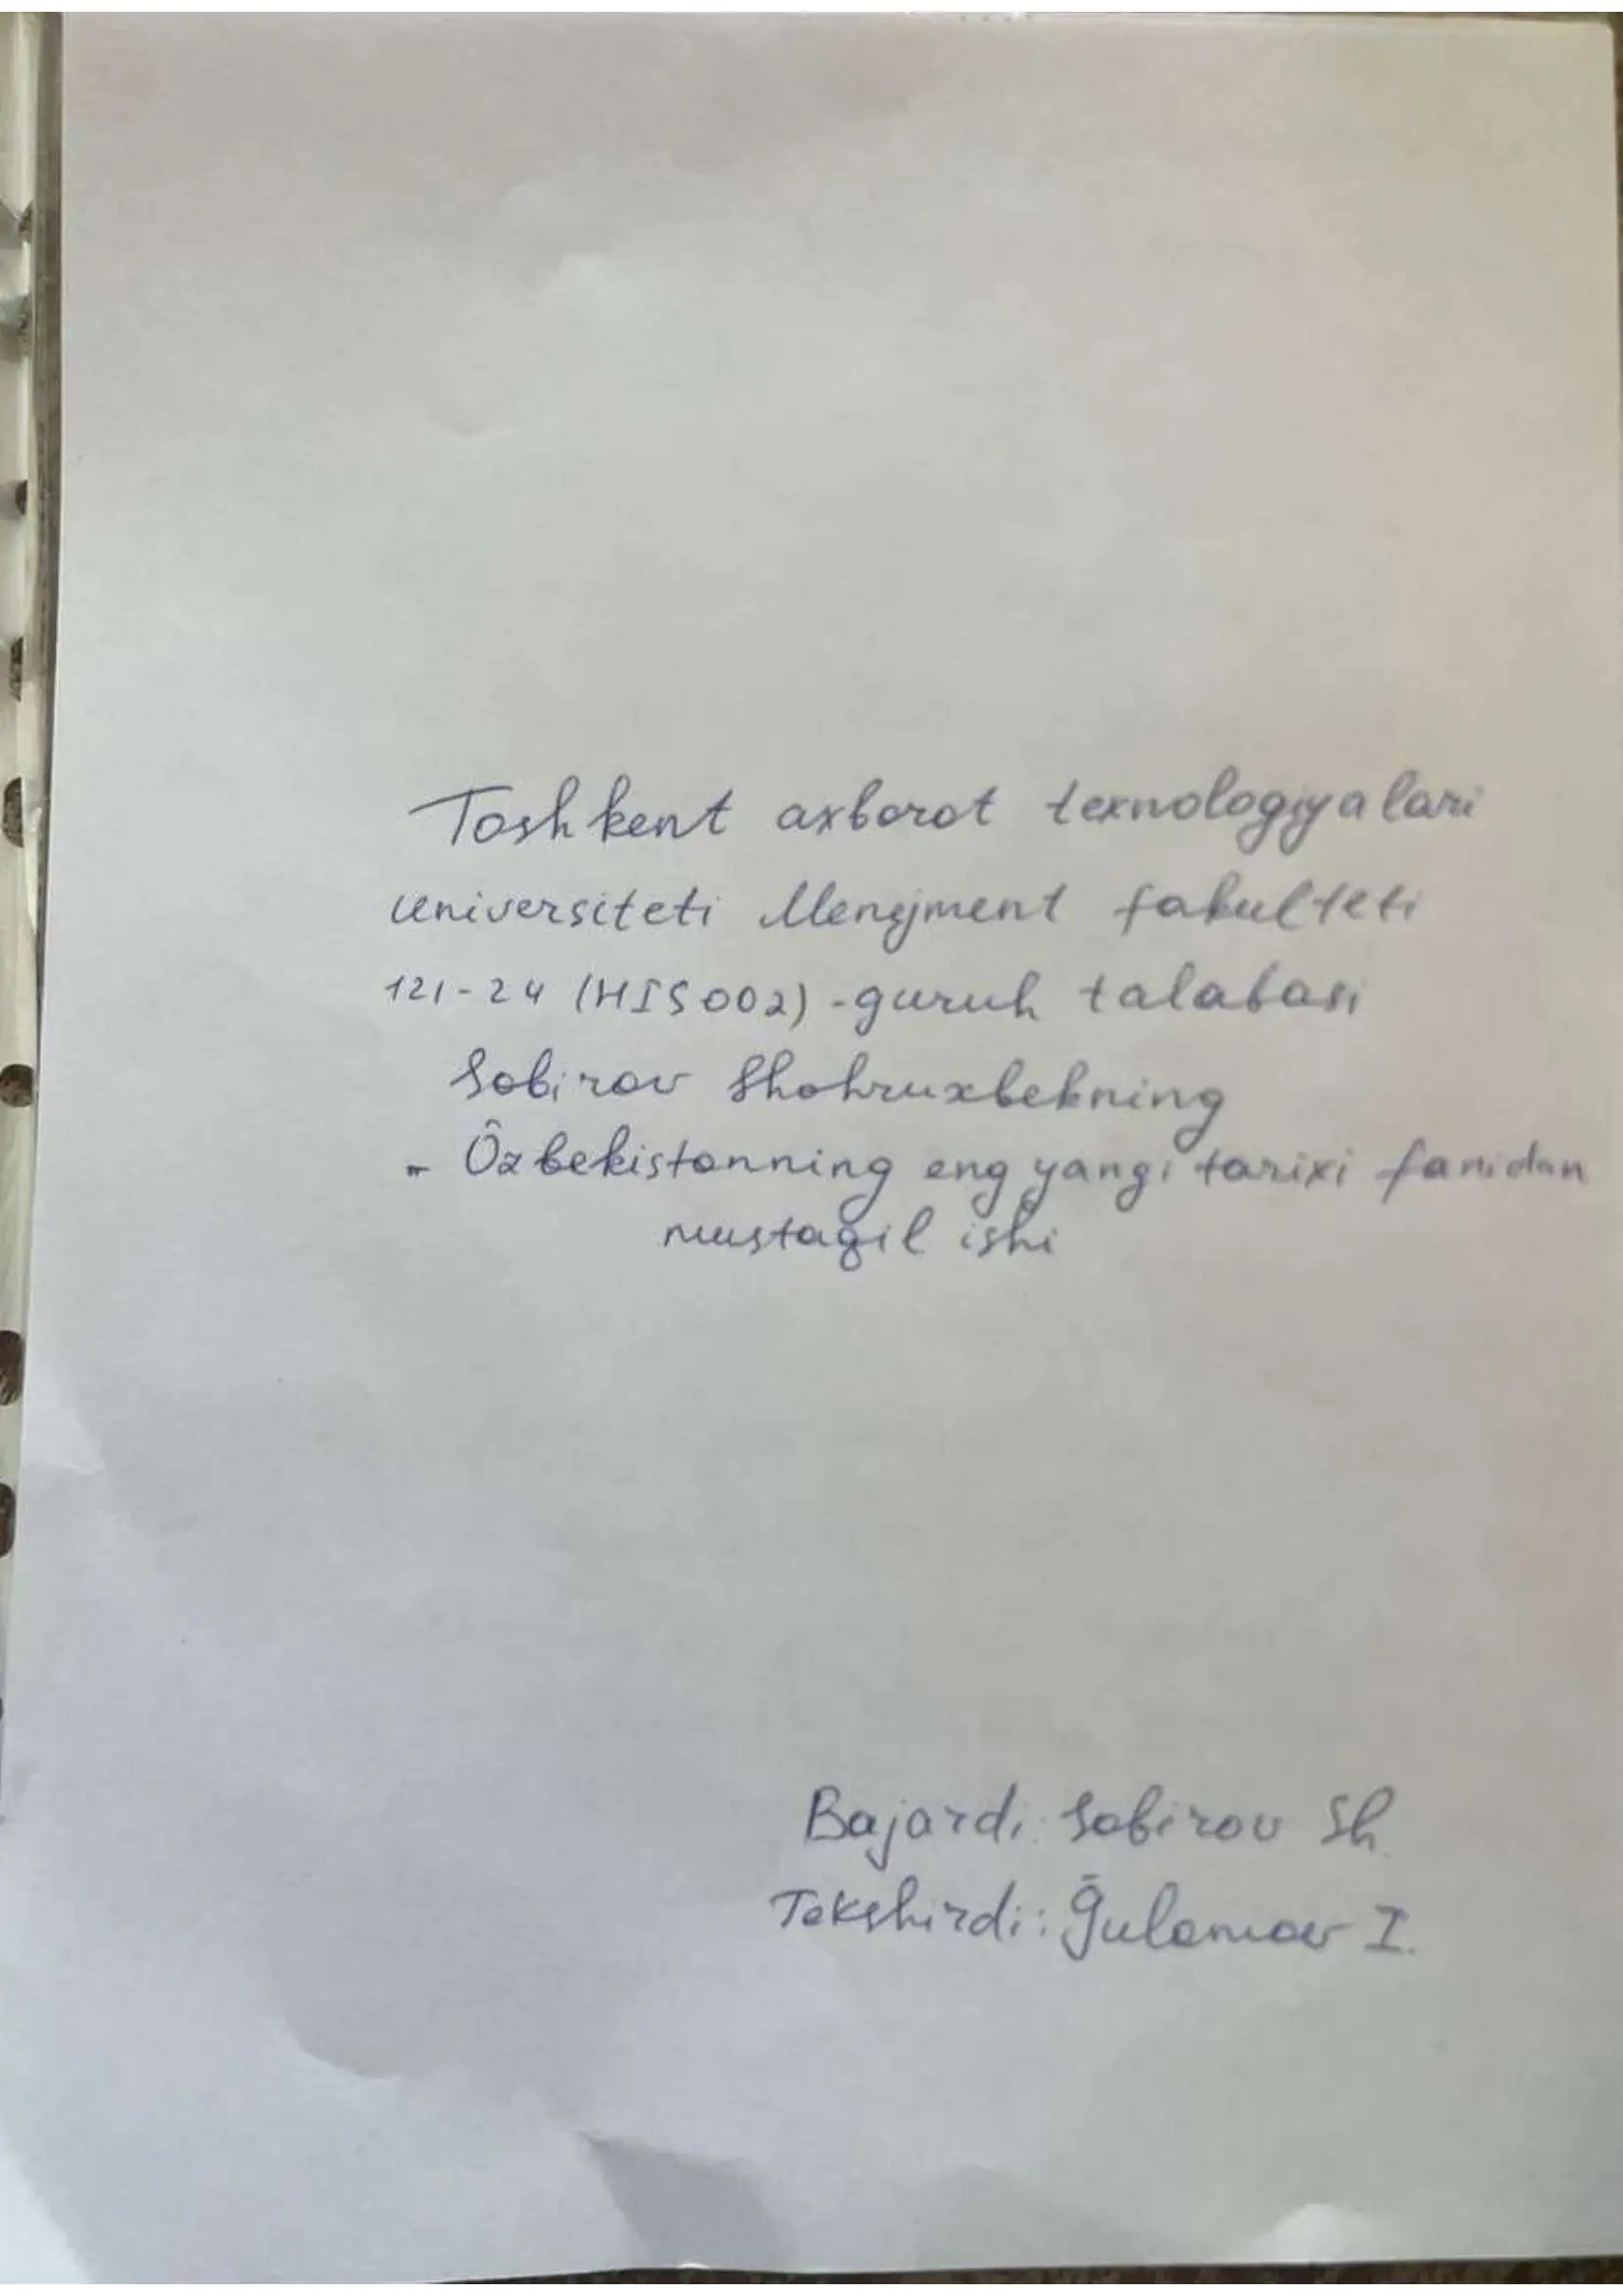 Toshkent axborot texnologiyalari
universiteti Menejment fakulteti
121-24 (HIS002) -guruh talabasi
Sobirov Shohruxbekning
- Ôzbekistonning eng yangi tarixi fanidan
mustaqil ishi
Bajardi: Sobirov Sh.
Tekshirdi: Ğulomov I.